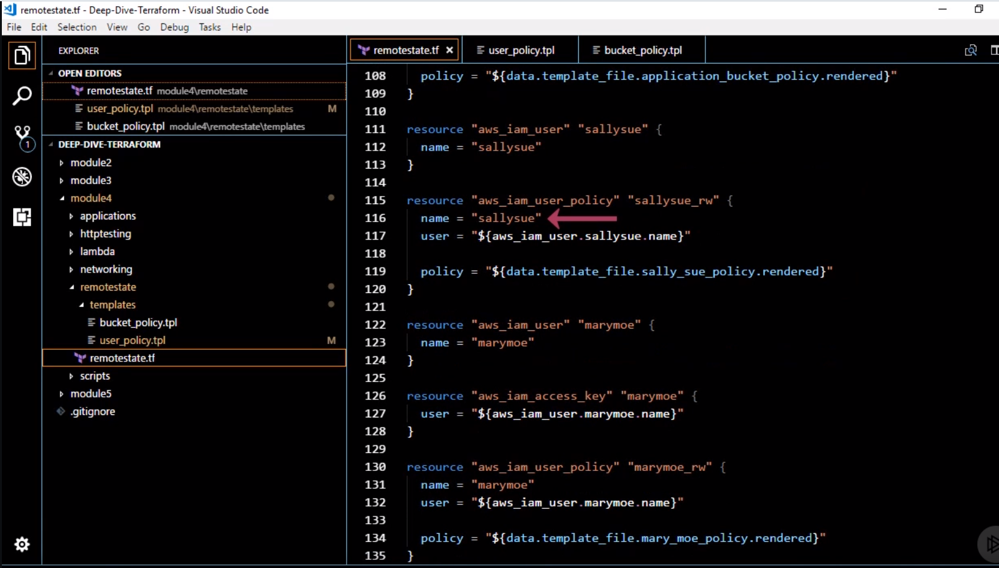 remotestate.tf - Deep-Dive-Terraform - Visual Studio Code
File Edit Selection View Go Debug Tasks Help
EXPLORER
OPEN EDITORS
remotestate.tf module4\remotestate
user_policy.tpl module4\remotestate\templates M
bucket_policy.tpl module4\remotestate\templates
1
DEEP-DIVE-TERRAFORM
module2
module3
module4
applications
httptesting
lambda
networking
remotestate
templates
bucket_policy.tpl
user_policy.tpl M
remotestate.tf
scripts
module5
.gitignore
remotestate.tf × user_policy.tpl bucket_policy.tpl
108 policy = "${data.template_file.application_bucket_policy.rendered}"
109 }
110
111 resource "aws_iam_user" "sallysue" {
112 name = "sallysue"
113 }
114
115 resource "aws_iam_user_policy" "sallysue_rw" {
116 name = "sallysue"
117 user = "${aws_iam_user.sallysue.name}"
118
119 policy = "${data.template_file.sally_sue_policy.rendered}"
120 }
121
122 resource "aws_iam_user" "marymoe" {
123 name = "marymoe"
124 }
125
126 resource "aws_iam_access_key" "marymoe" {
127 user = "${aws_iam_user.marymoe.name}"
128 }
129
130 resource "aws_iam_user_policy" "marymoe_rw" {
131 name = "marymoe"
132 user = "${aws_iam_user.marymoe.name}"
133
134 policy = "${data.template_file.mary_moe_policy.rendered}"
135 }